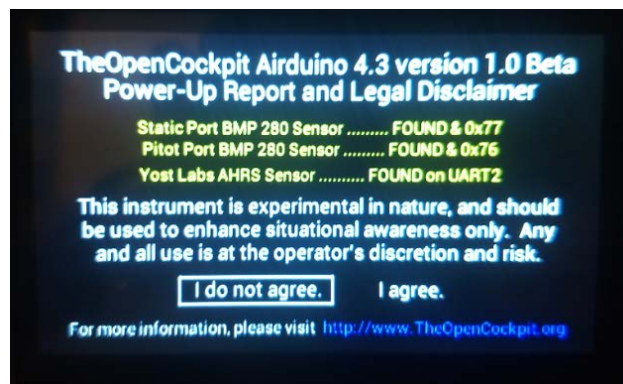 TheOpenCockpit Airduino 4.3 version 1.0 Beta
Power-Up Report and Legal Disclaimer
Static Port BMP 280 Sensor ......... FOUND & 0x77
Pitot Port BMP 280 Sensor ... FOUND & 0x76
Yost Labs AHRS Sensor .......... FOUND on UART2
This instrument is experimental in nature, and should
be used to enhance situational awareness only. Any
and all use is at the operator's discretion and risk.
I do not agree. I agree.
For more information, please visit http://www.TheOpenCockpit.org